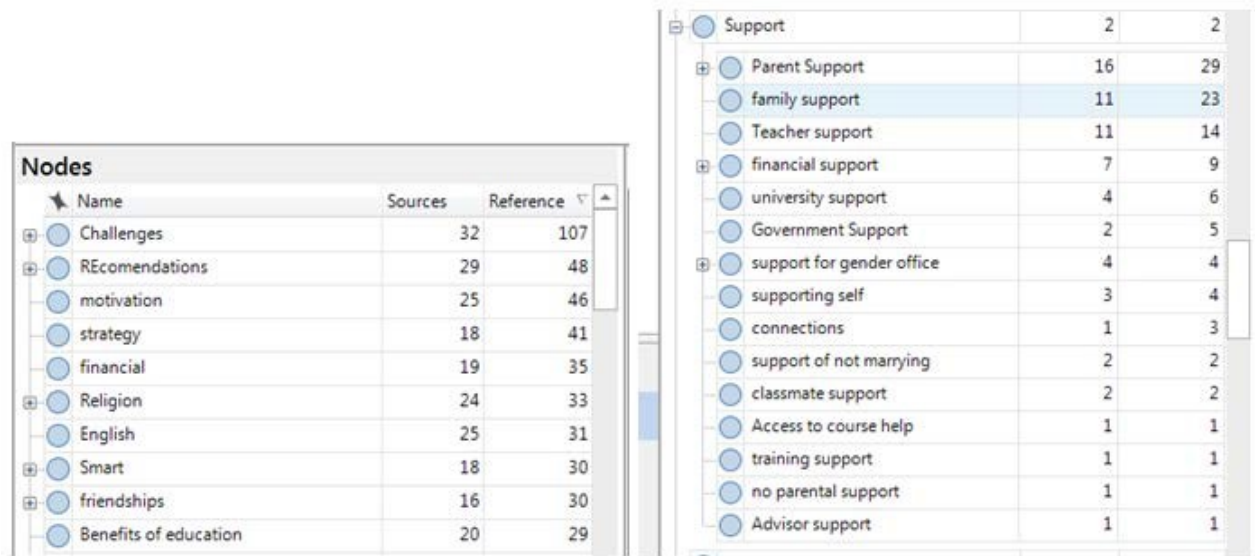 Nodes
Name Sources Reference
Challenges 32 107
REcomendations 29 48
motivation 25 46
strategy 18 41
financial 19 35
Religion 24 33
English 25 31
Smart 18 30
friendships 16 30
Benefits of education 20 29
Support 2 2
Parent Support 16 29
family support 11 23
Teacher support 11 14
financial support 7 9
university support 4 6
Government Support 2 5
support for gender office 4 4
supporting self 3 4
connections 1 3
support of not marrying 2 2
classmate support 2 2
Access to course help 1 1
training support 1 1
no parental support 1 1
Advisor support 1 1